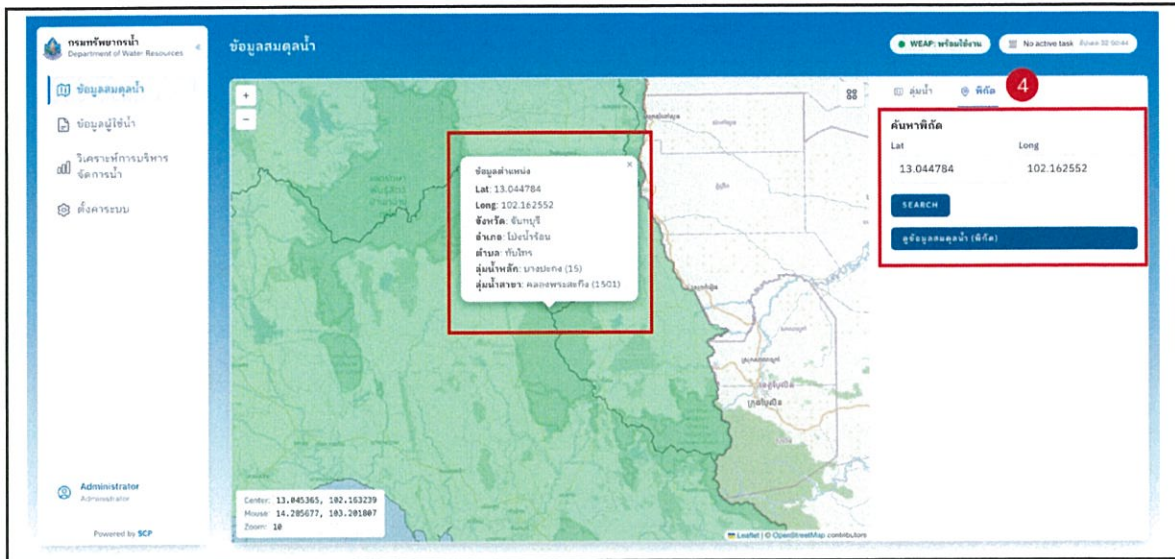 กรมทรัพยากรน้ำ
Department of Water Resources
ข้อมูลสมดุลน้ำ
ข้อมูลผู้ใช้น้ำ
วิเคราะห์การบริหาร
จัดการน้ำ
ตั้งค่าระบบ
Administrator
Administrator
Powered by SCP
ข้อมูลสมดุลน้ำ
WEAP: พร้อมใช้งาน
No active task
+
−
ข้อมูลตำแหน่ง
×
Lat: 13.044784
Long: 102.162552
จังหวัด: จันทบุรี
อำเภอ: โป่งน้ำร้อน
ตำบล: ทับไทร
ลุ่มน้ำหลัก: บางปะกง (15)
ลุ่มน้ำสาขา: คลองพระสะทึง (1501)
Center: 13.045365, 102.163239
Mouse: 14.285677, 103.201807
Zoom: 10
Leaflet | © OpenStreetMap contributors
ลุ่มน้ำ
พิกัด
4
ค้นหาพิกัด
Lat Long
13.044784 102.162552
SEARCH
ดูข้อมูลสมดุลน้ำ (พิกัด)